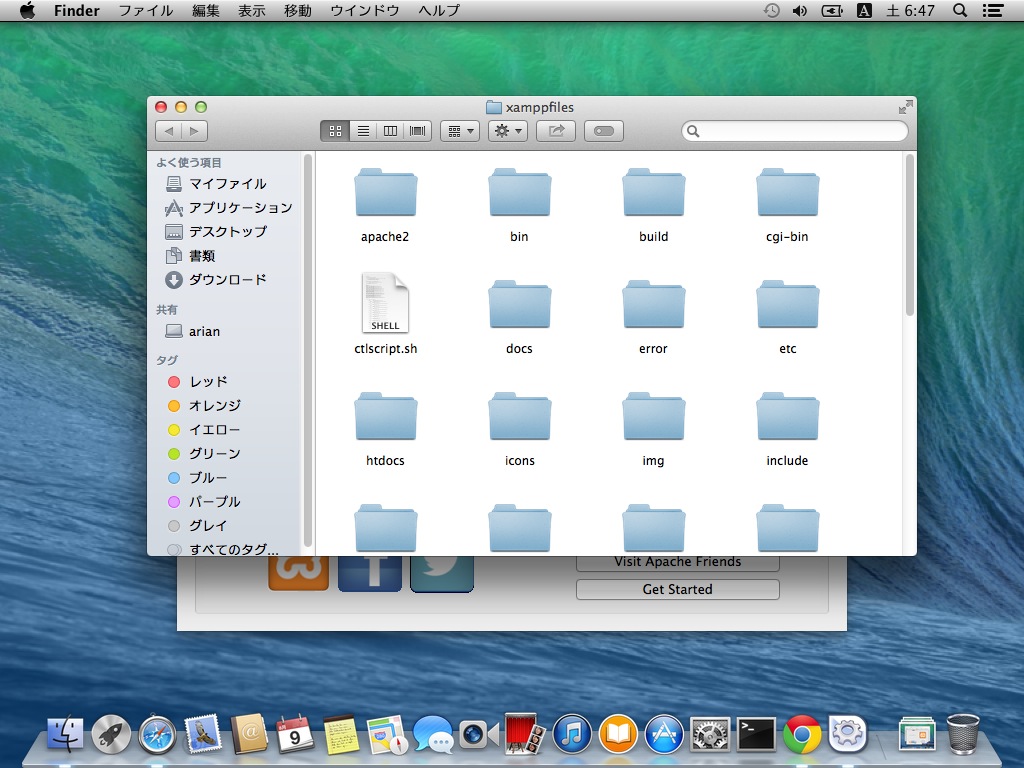 Finder ファイル 編集 表示 移動 ウインドウ ヘルプ A 土 6:47
xamppfiles
よく使う項目
マイファイル
アプリケーション
デスクトップ
書類
ダウンロード
共有
arian
タグ
レッド
オレンジ
イエロー
グリーン
ブルー
パープル
グレイ
すべてのタグ...
apache2 bin build cgi-bin
SHELL
ctlscript.sh docs error etc
htdocs icons img include
Visit Apache Friends
Get Started
9